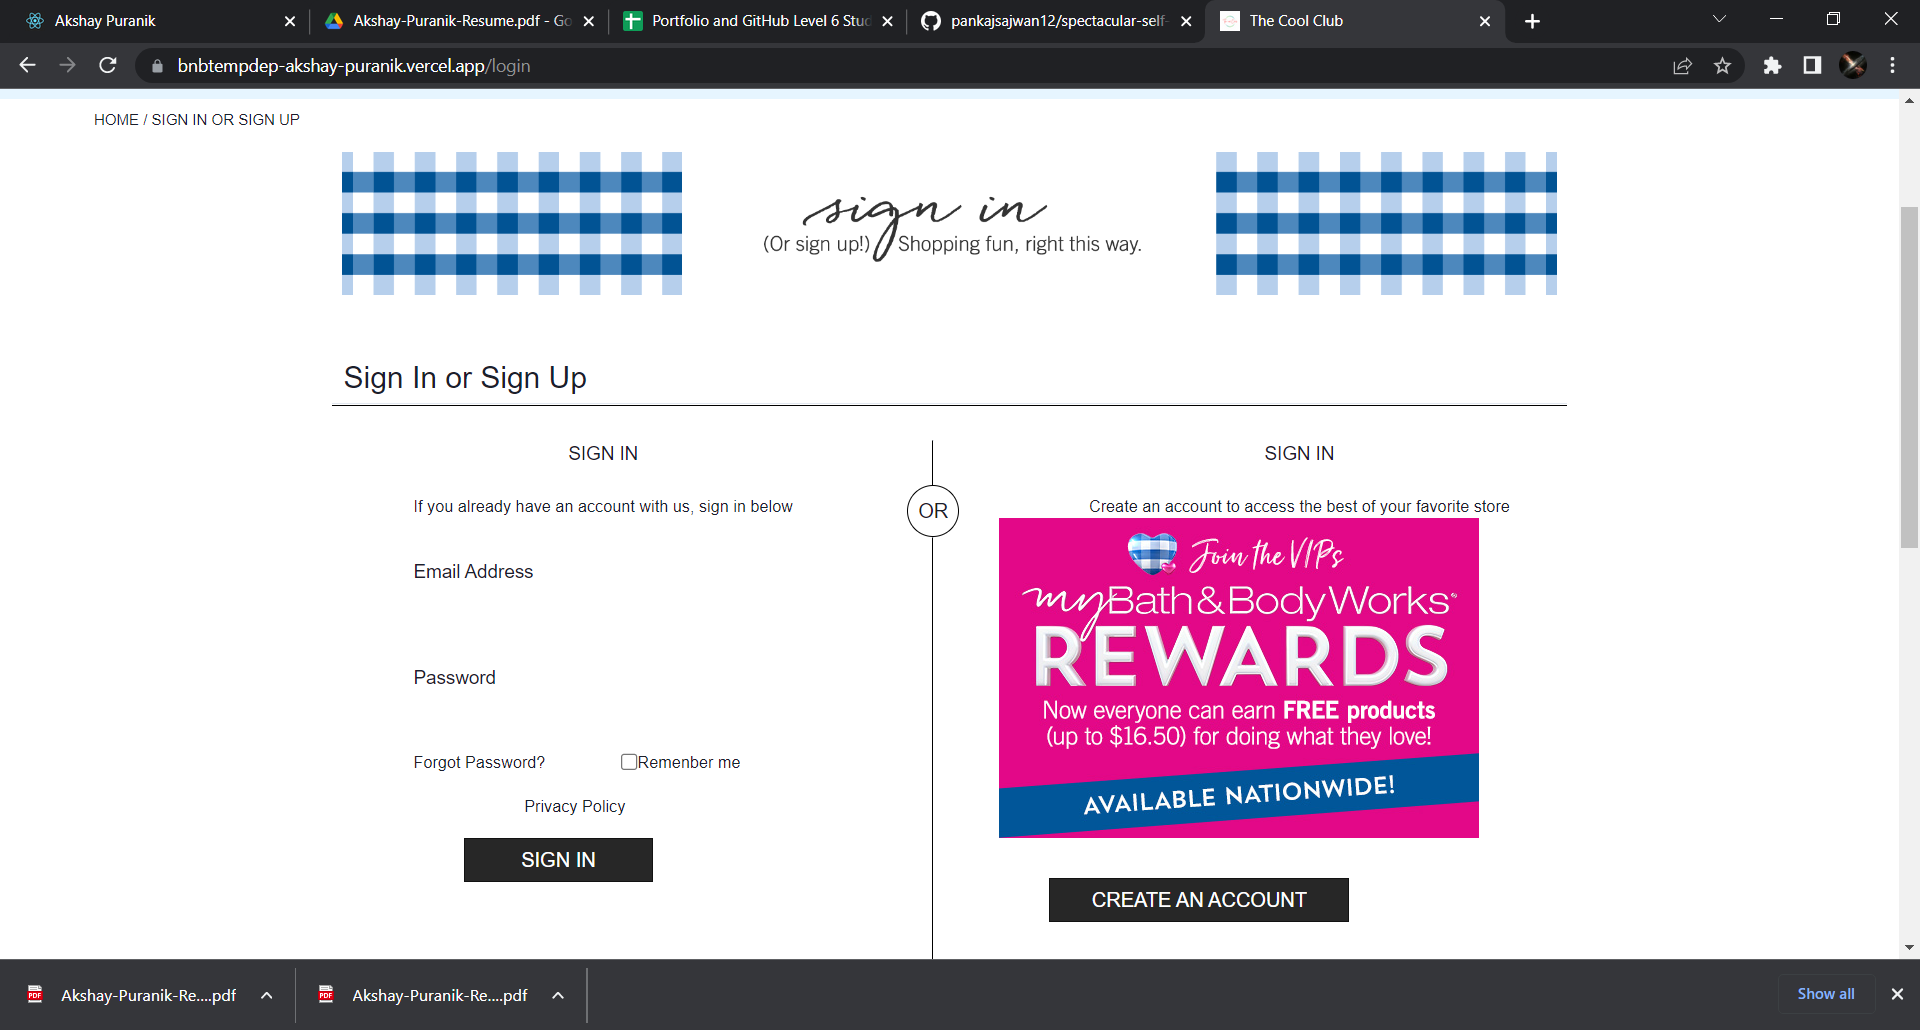 Akshay Puranik
Akshay-Puranik-Resume.pdf - Go
Portfolio and GitHub Level 6 Stud
pankajsajwan12/spectacular-self-
The Cool Club
bnbtempdep-akshay-puranik.vercel.app/login
HOME / SIGN IN OR SIGN UP
sign in
(Or sign up!) Shopping fun, right this way.
Sign In or Sign Up
SIGN IN
If you already have an account with us, sign in below
Email Address
Password
Forgot Password?
Remenber me
Privacy Policy
SIGN IN
OR
SIGN IN
Create an account to access the best of your favorite store
Join the VIPs
myBath & Body Works®
REWARDS
Now everyone can earn FREE products
(up to $16.50) for doing what they love!
AVAILABLE NATIONWIDE!
CREATE AN ACCOUNT
PDF
Akshay-Puranik-Re....pdf
PDF
Akshay-Puranik-Re....pdf
Show all